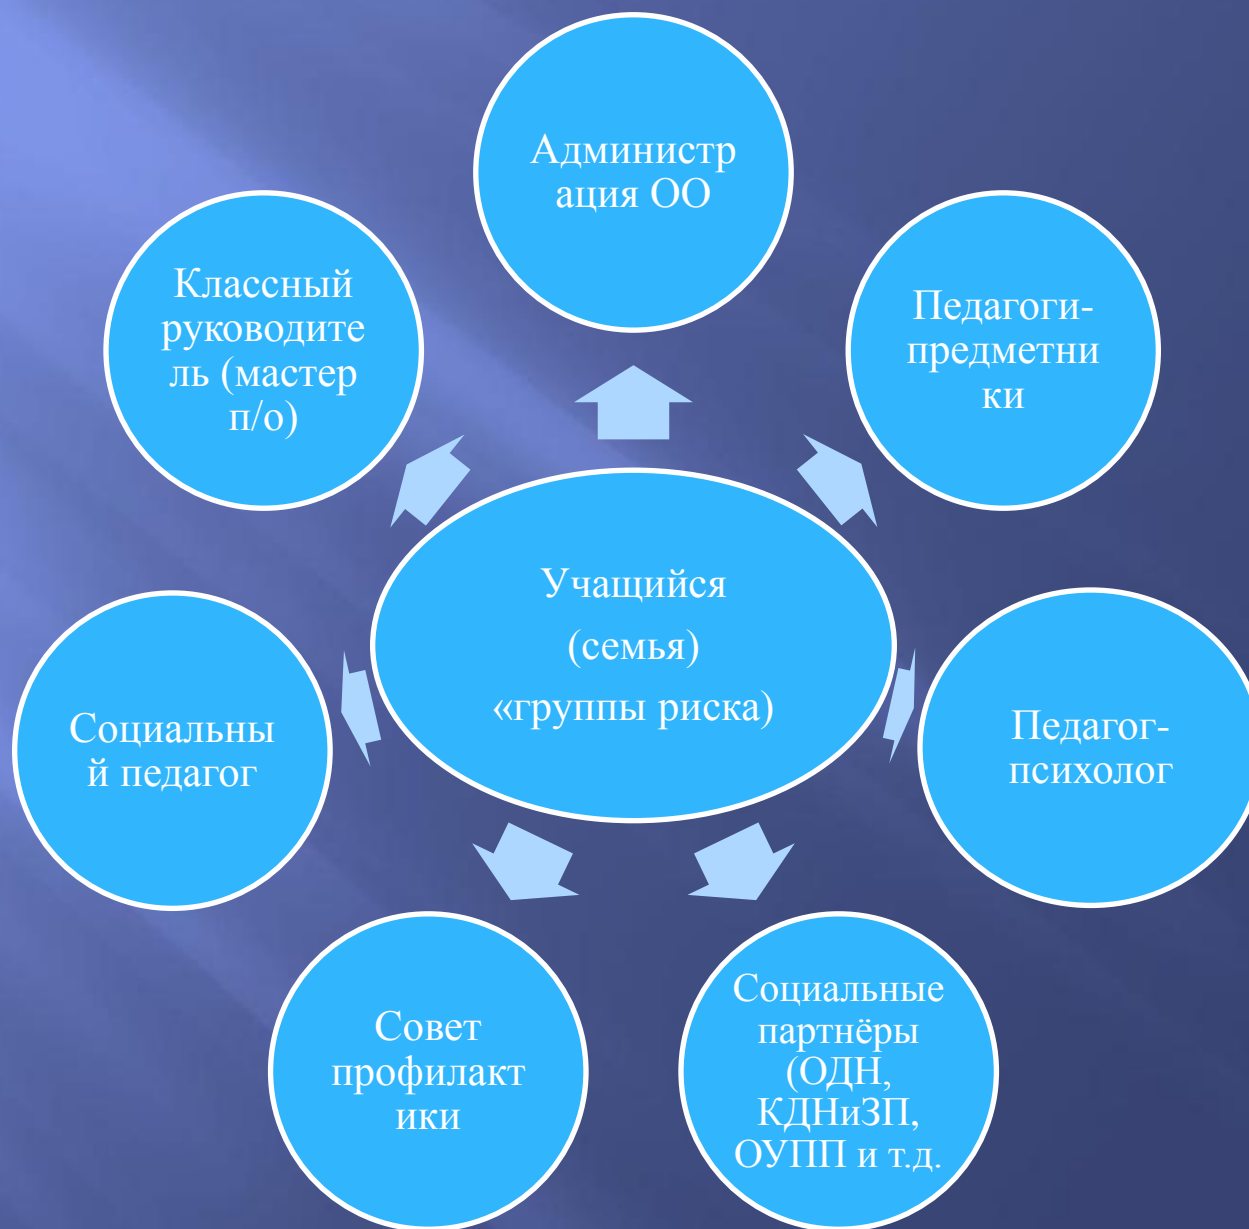 Администр
ация ОО
Классный
руководите
ль (мастер
п/о)
Педагоги-
предметни
ки
Учащийся
(семья)
«группы риска)
Социальны
й педагог
Педагог-
психолог
Совет
профилакт
ики
Социальные
партнёры
(ОДН,
КДНиЗП,
ОУПП и т.д.